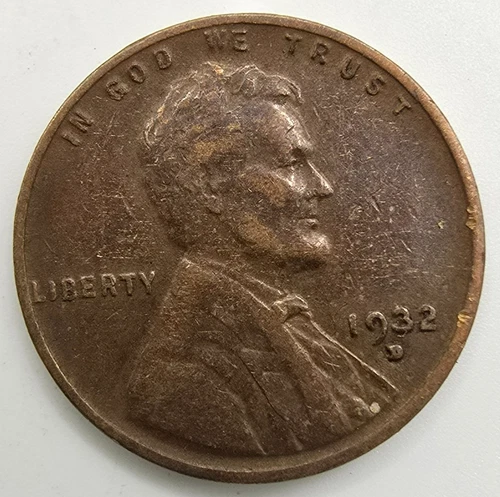 IN GOD WE TRUST
LIBERTY
1932
D